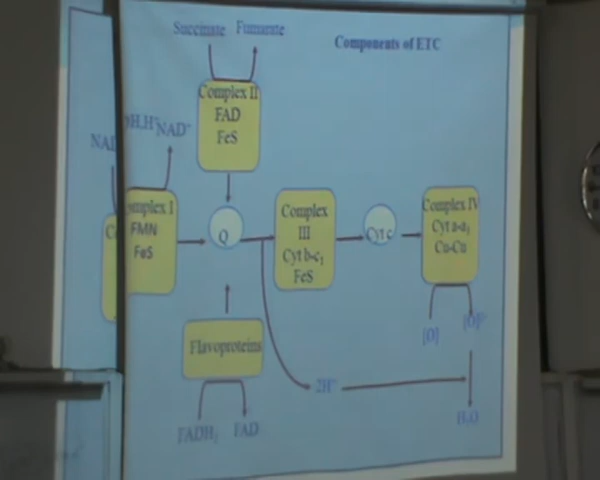 Succinate Fumarate
Components of ETC
Complex II
FAD
FeS
NAD⁺
FMN
FeS
Q
Complex
III
Cyt b-c₁
FeS
Cyt c
Complex IV
Cyt a-a₃
Cu-Cu
[O]
Flavoproteins
2H⁺
FADH₂ FAD
H₂O